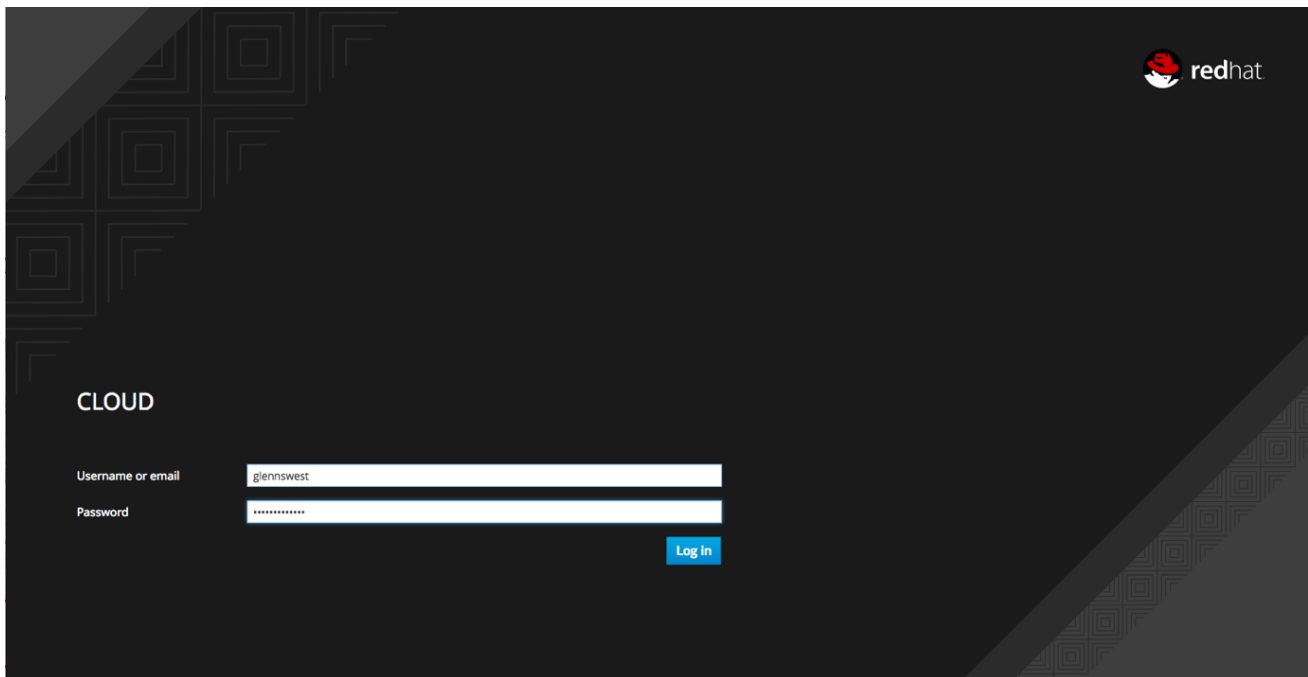 redhat.
CLOUD
Username or email glennswest
Password •••••••••••••
Log in